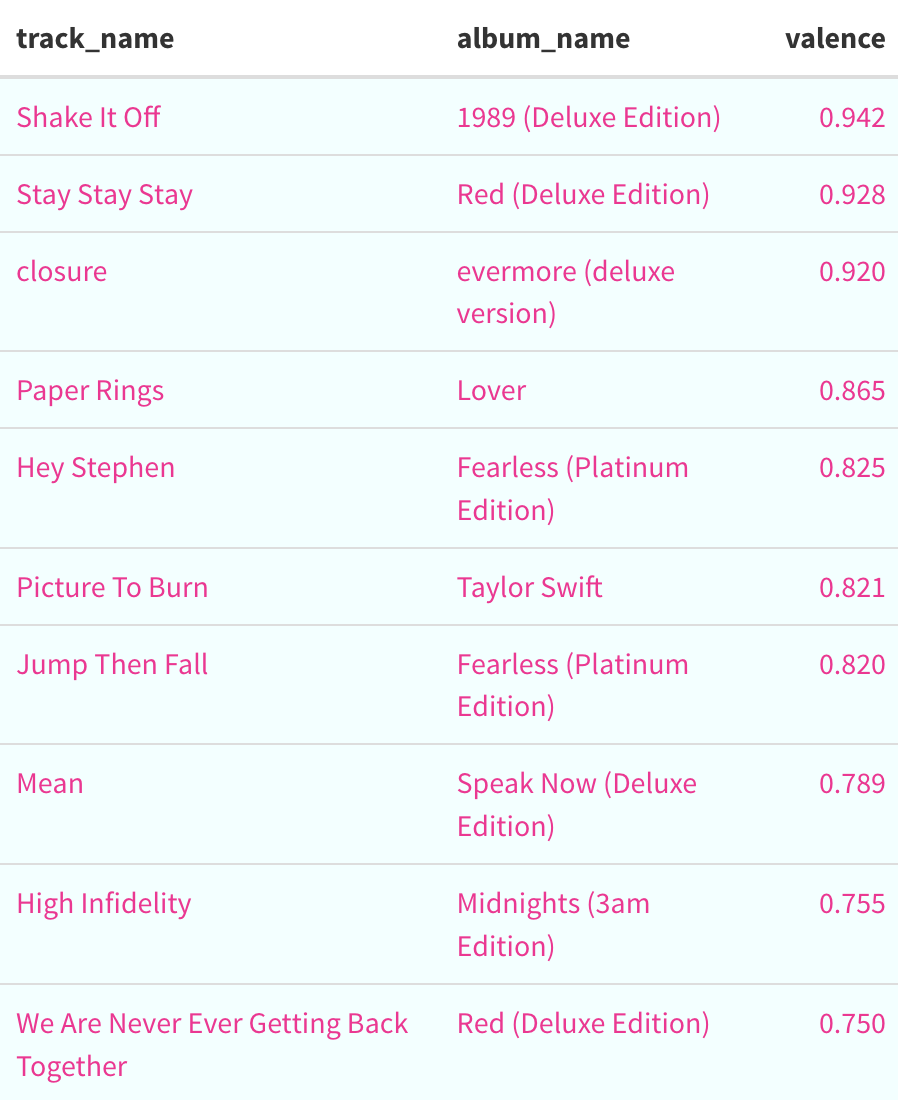 track_name album_name valence
Shake It Off 1989 (Deluxe Edition) 0.942
Stay Stay Stay Red (Deluxe Edition) 0.928
closure evermore (deluxe 0.920
version)
Paper Rings Lover 0.865
Hey Stephen Fearless (Platinum 0.825
Edition)
Picture To Burn Taylor Swift 0.821
Jump Then Fall Fearless (Platinum 0.820
Edition)
Mean Speak Now (Deluxe 0.789
Edition)
High Infidelity Midnights (3am 0.755
Edition)
We Are Never Ever Getting Back Red (Deluxe Edition) 0.750
Together